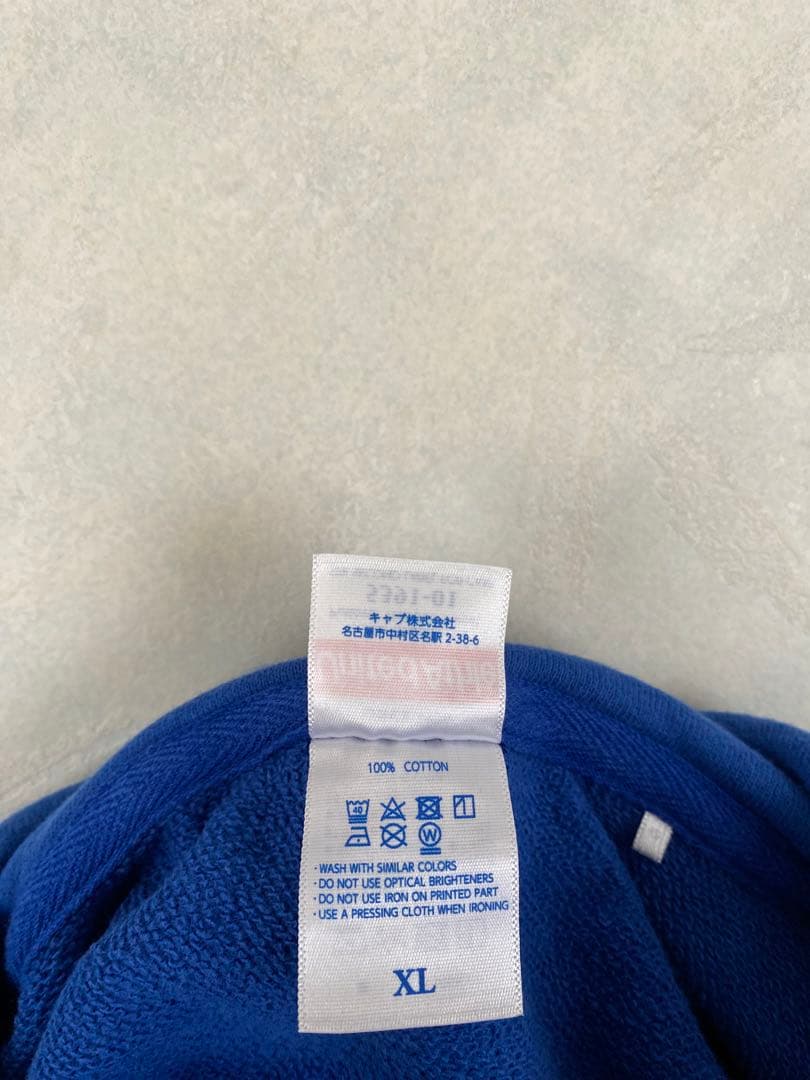 キャブ株式会社
名古屋市中村区名駅 2-38-6
100% COTTON
40
W
・WASH WITH SIMILAR COLORS
・DO NOT USE OPTICAL BRIGHTENERS
・DO NOT USE IRON ON PRINTED PART
・USE A PRESSING CLOTH WHEN IRONING
XL